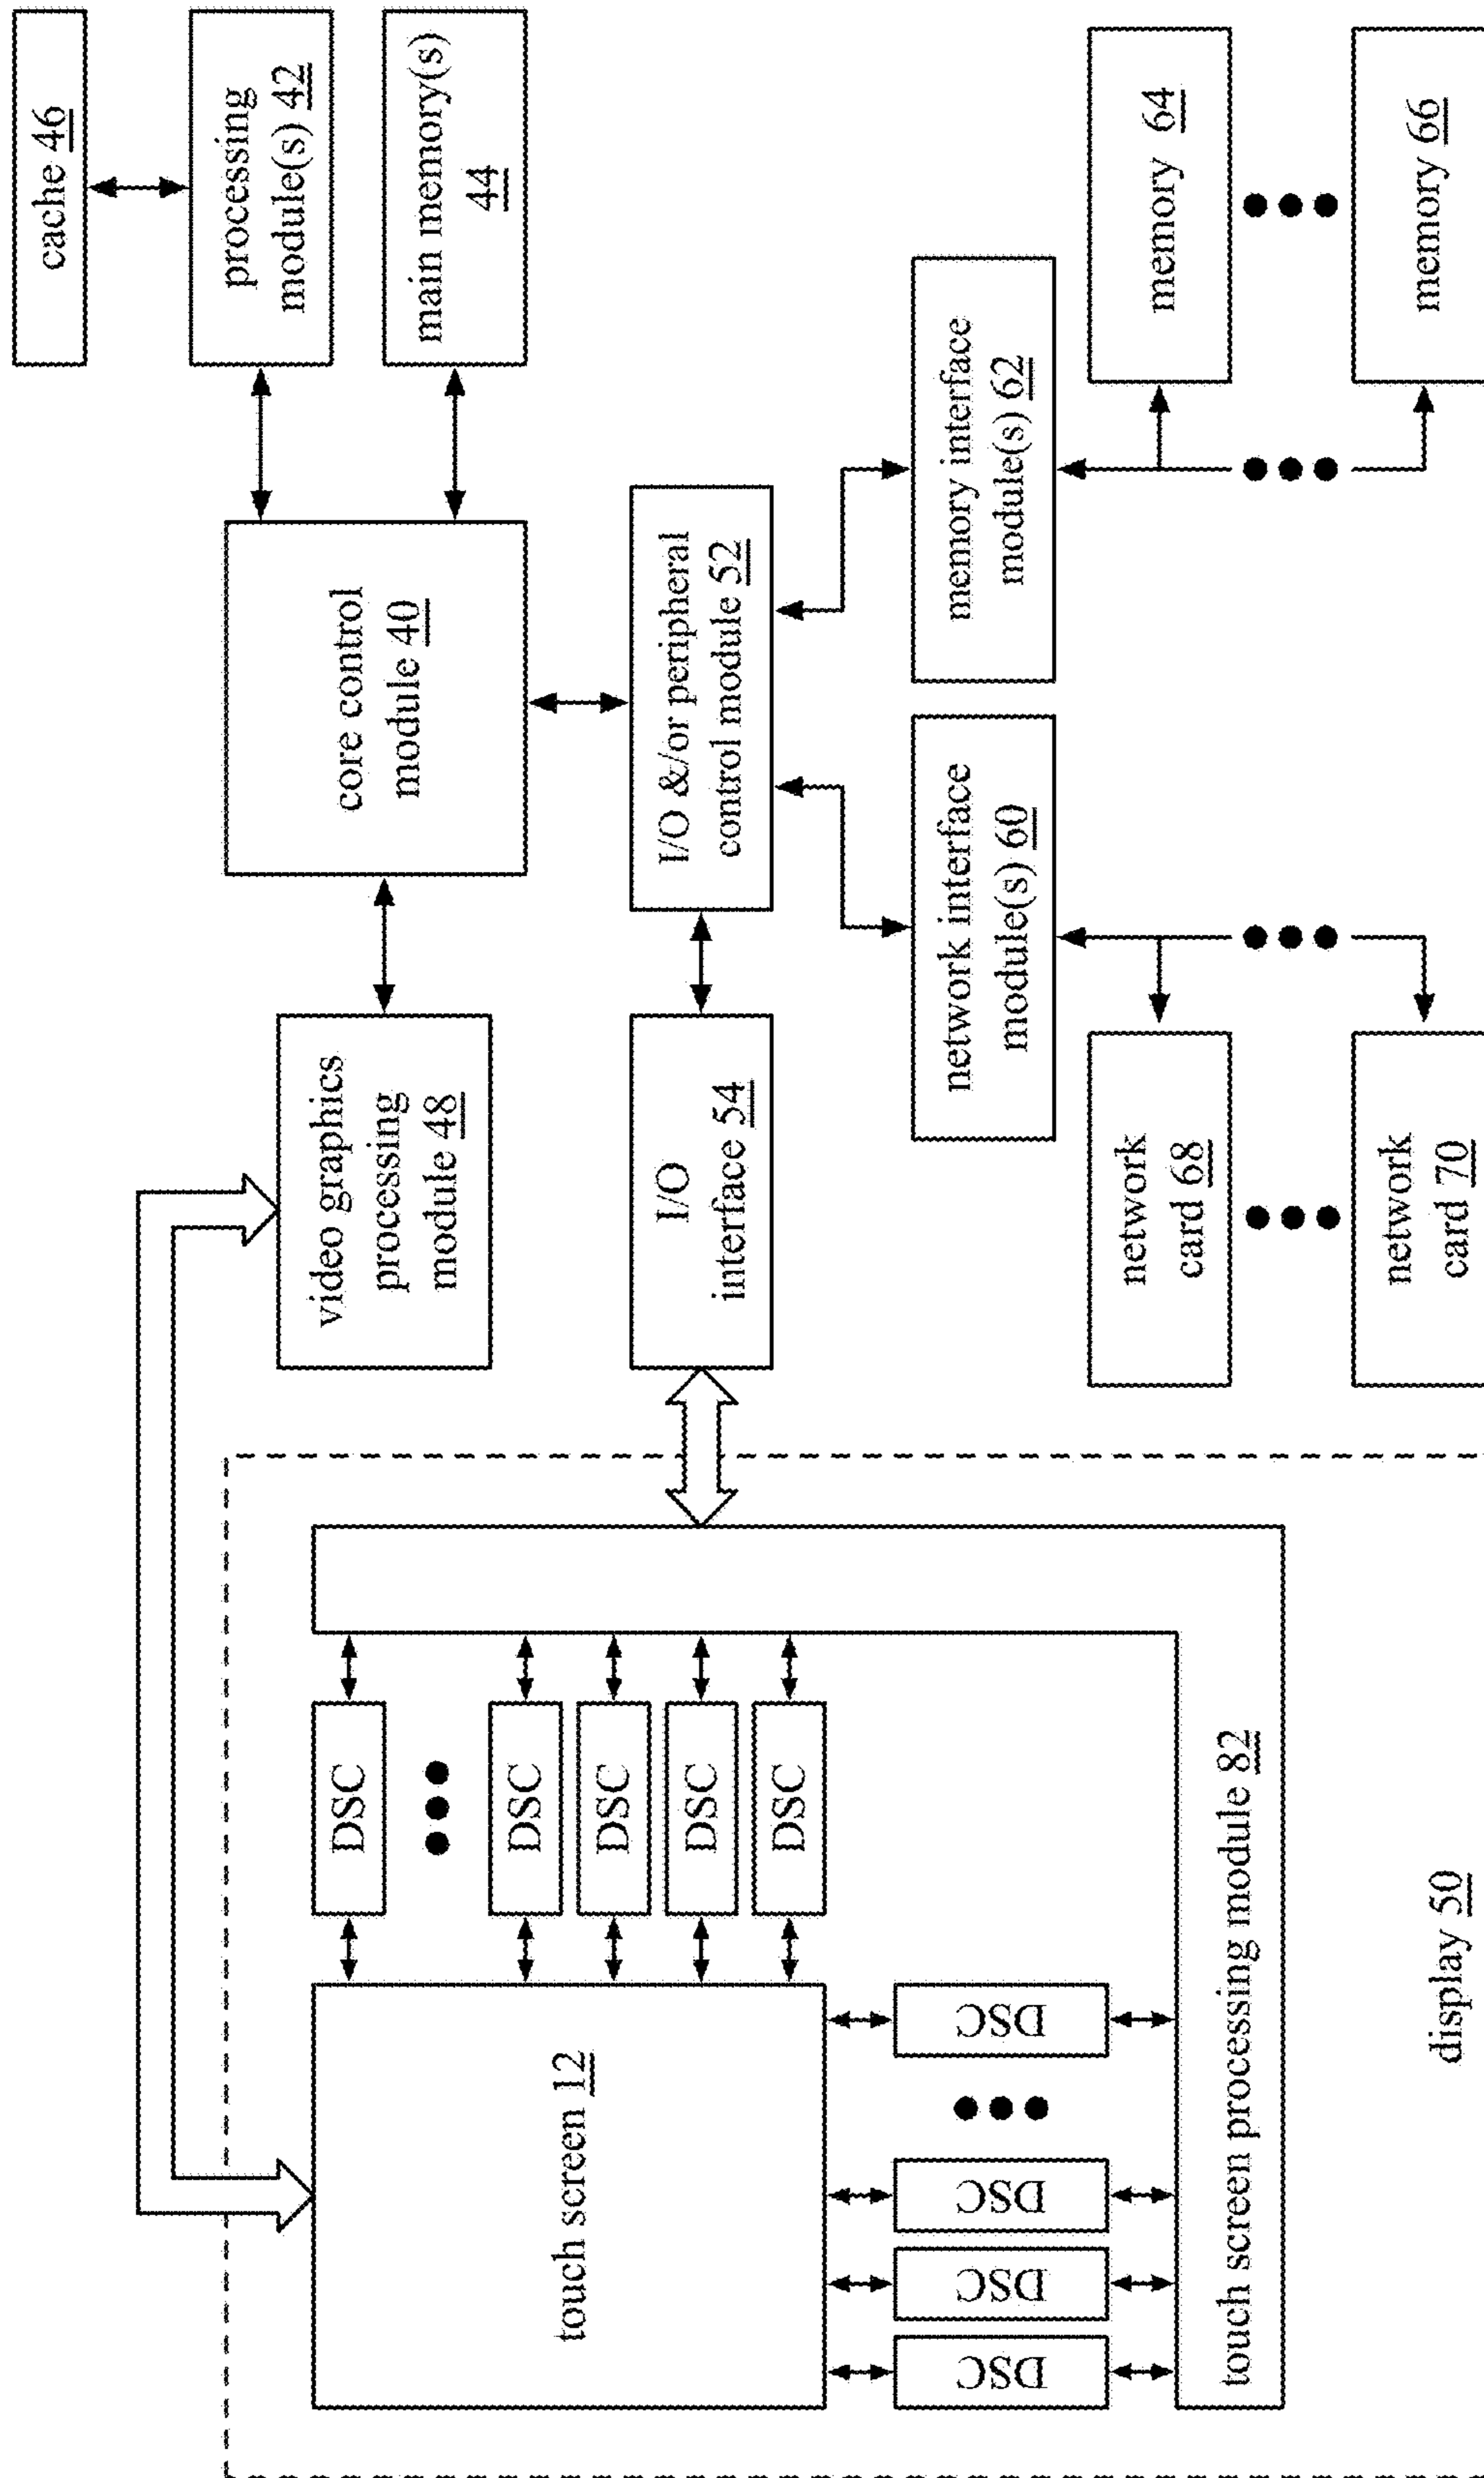 cache 46
processing
module(s) 42
main memory(s)
44
core control
module 40
video graphics
processing
module 48
I/O &/or peripheral
control module 52
I/O
interface 54
memory interface
module(s) 62
network interface
module(s) 60
memory 64
memory 66
network
card 68
network
card 70
touch screen 12
DSC
DSC
DSC
DSC
DSC
DSC
DSC
DSC
DSC
touch screen processing module 82
display 50